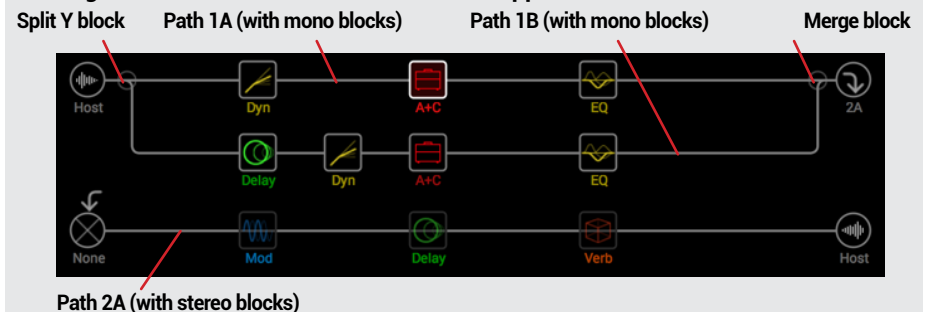 Split Y block Path 1A (with mono blocks) Path 1B (with mono blocks) Merge block
Host Dyn A+C EQ 2A
Delay Dyn A+C EQ
None Mod Delay Verb Host
Path 2A (with stereo blocks)